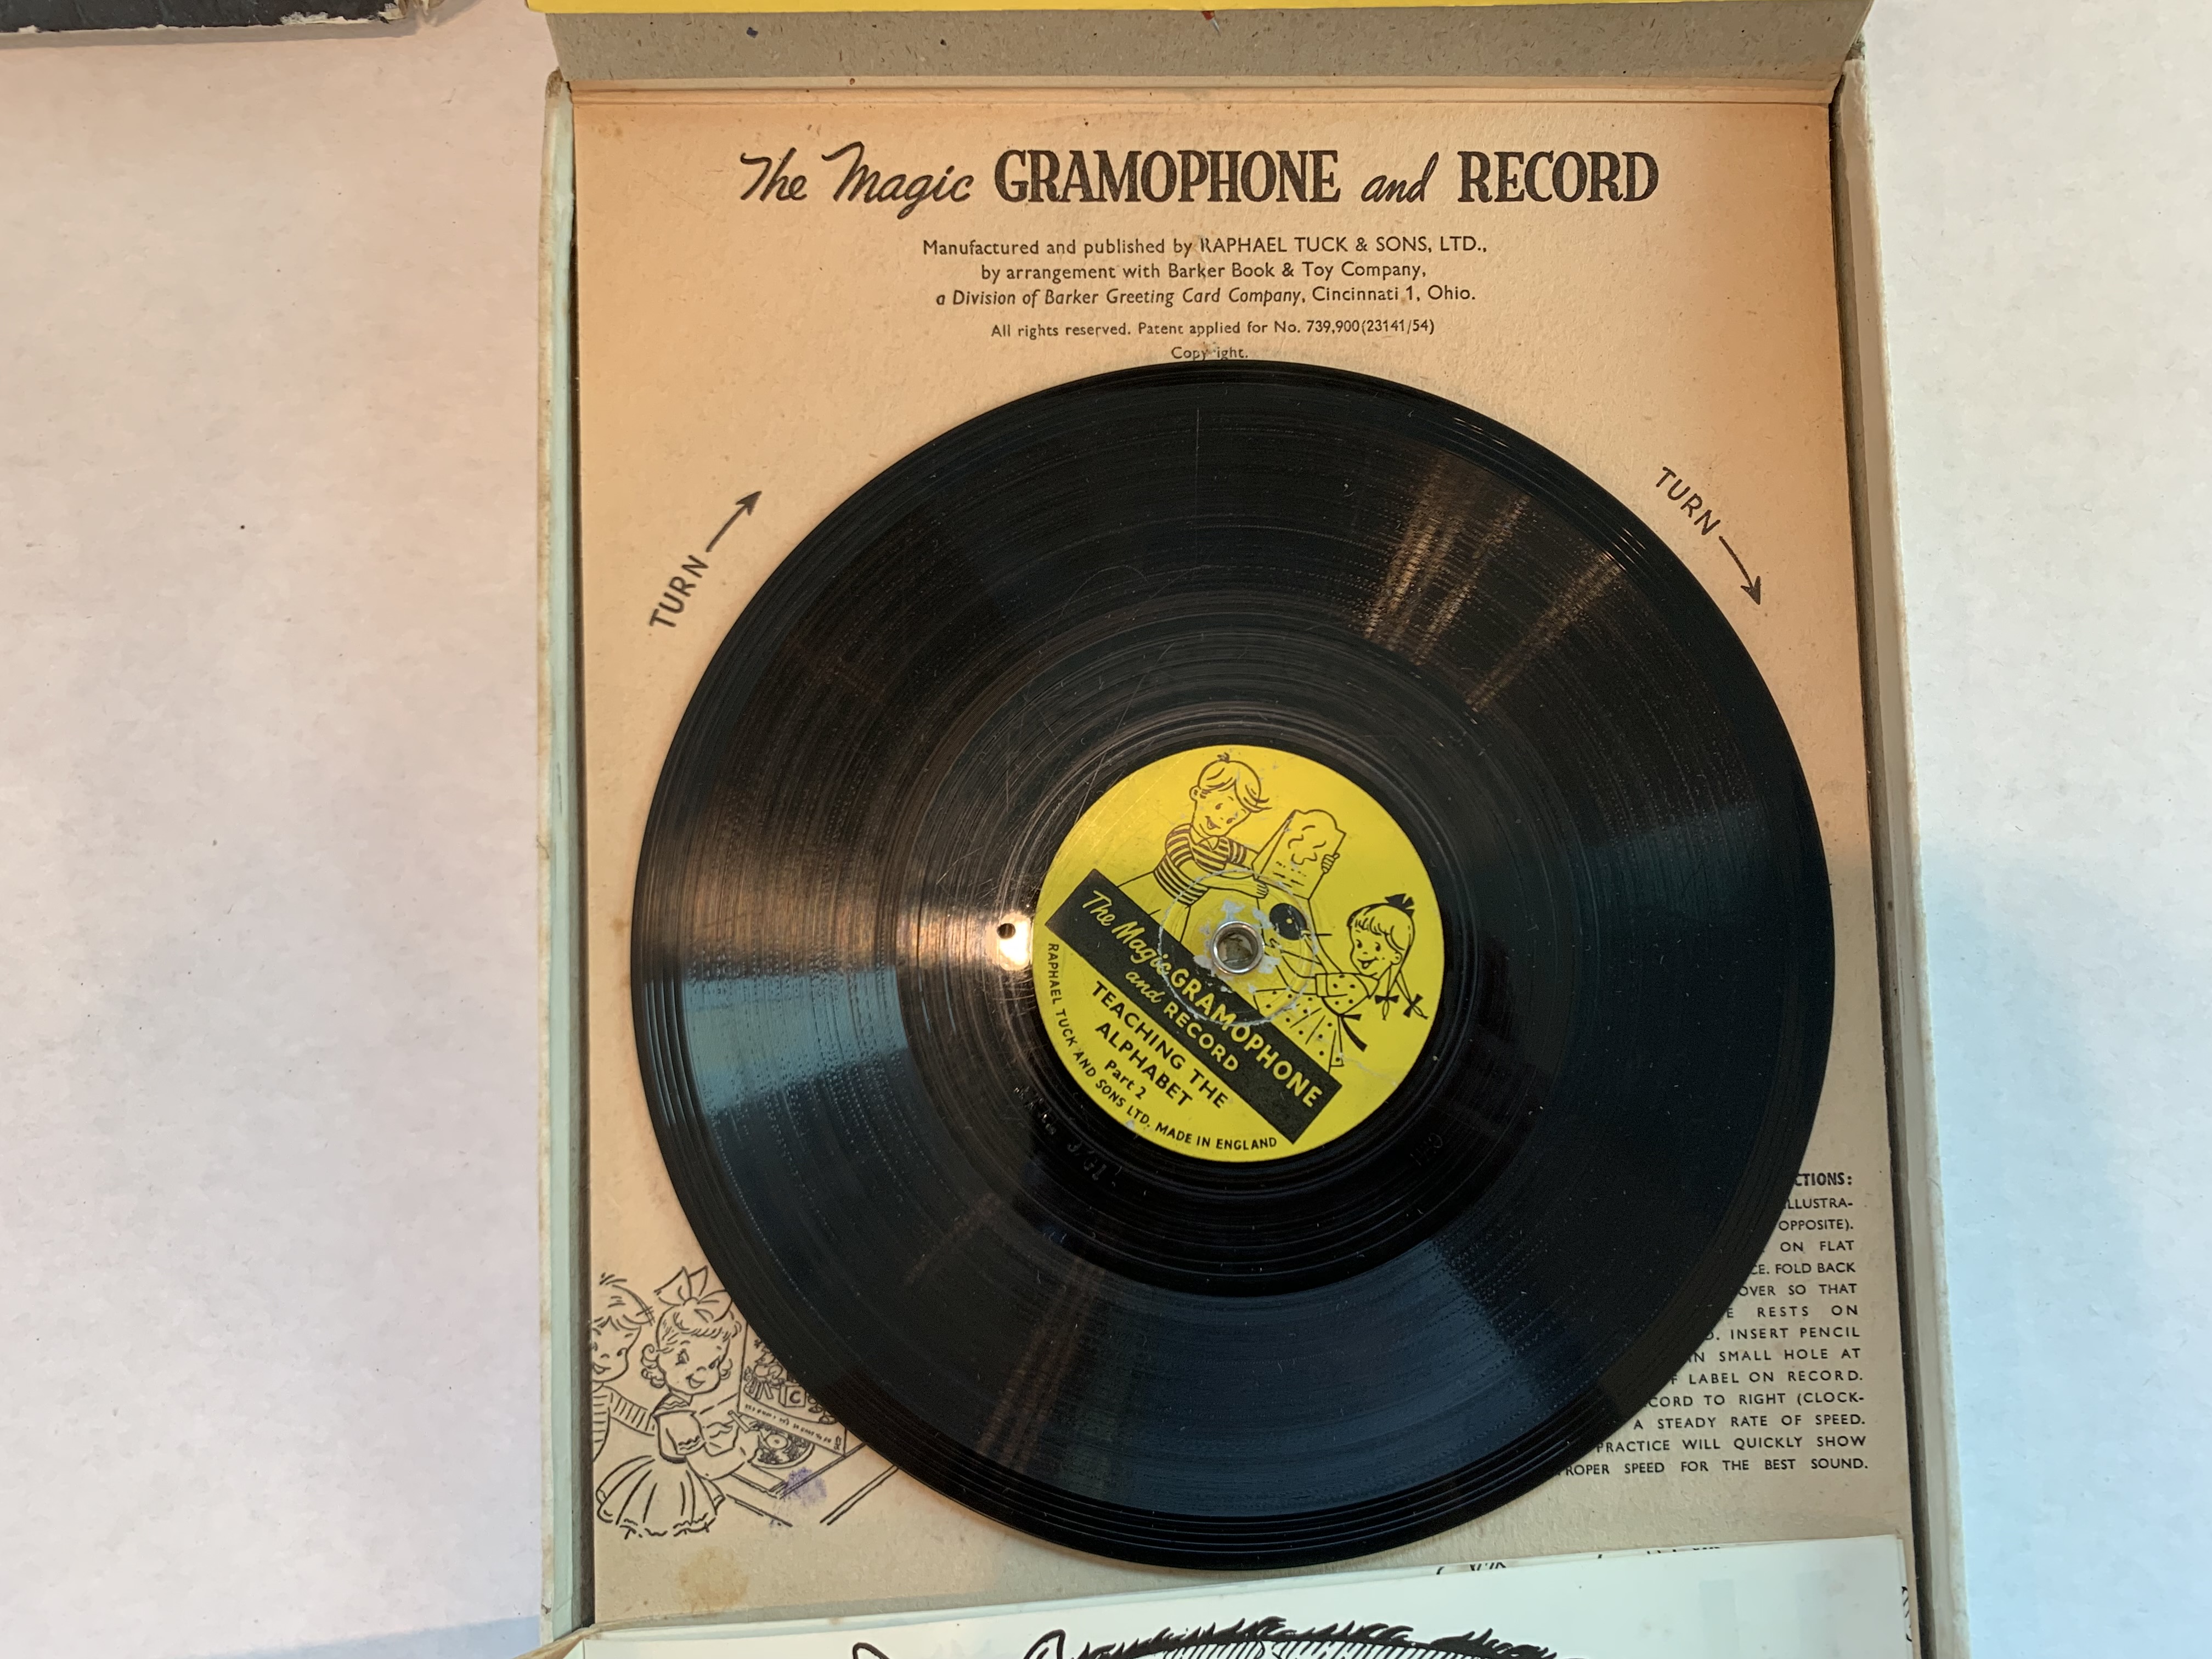 The Magic GRAMOPHONE and RECORD
Manufactured and published by RAPHAEL TUCK & SONS, LTD.,
by arrangement with Barker Book & Toy Company,
a Division of Barker Greeting Card Company, Cincinnati 1, Ohio.
All rights reserved. Patent applied for No. 739,900(23141/54)
Copyright.
TURN
TURN
The Magic GRAMOPHONE
and RECORD
TEACHING THE
ALPHABET
Part 2
RAPHAEL TUCK AND SONS LTD. MADE IN ENGLAND
CTIONS:
ILLUSTRA-
OPPOSITE).
ON FLAT
CE. FOLD BACK
OVER SO THAT
E RESTS ON
D. INSERT PENCIL
IN SMALL HOLE AT
F LABEL ON RECORD.
CORD TO RIGHT (CLOCK-
A STEADY RATE OF SPEED.
PRACTICE WILL QUICKLY SHOW
ROPER SPEED FOR THE BEST SOUND.
C